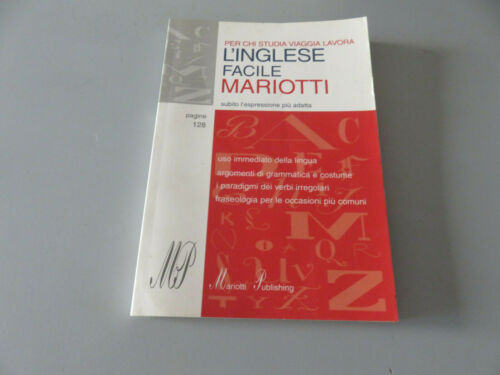 PER CHI STUDIA VIAGGIA LAVORA
L'INGLESE
FACILE
MARIOTTI
subito l'espressione più adatta
pagine
128
uso immediato della lingua
argomenti di grammatica e costume
i paradigmi dei verbi irregolari
fraseologia per le occasioni più comuni
MP
Mariotti Publishing